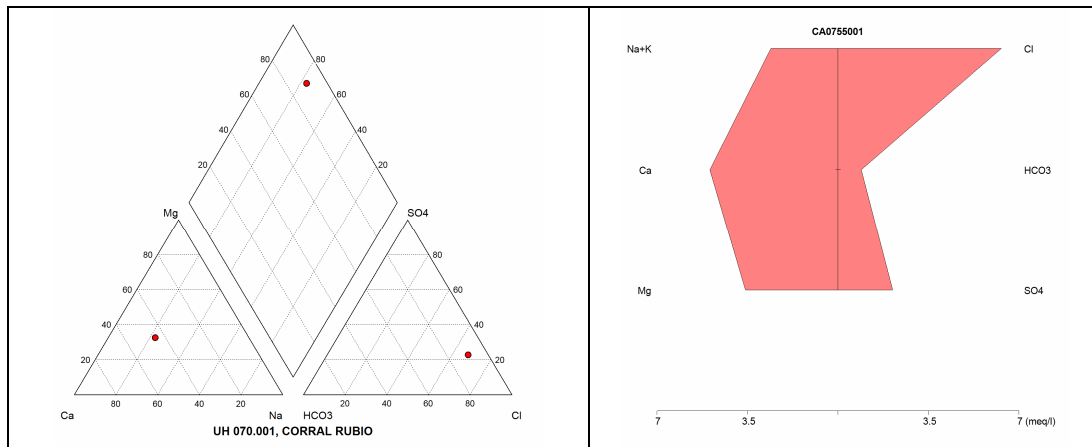 80 80
60 60
40 40
20 20
Mg SO4
80 80
60 60
40 40
20 20
80 60 40 20
20 40 60 80
Ca Na HCO3 Cl
UH 070.001, CORRAL RUBIO
CA0755001
Na+K Cl
Ca HCO3
Mg SO4
7 3.5 3.5 7 (meq/l)